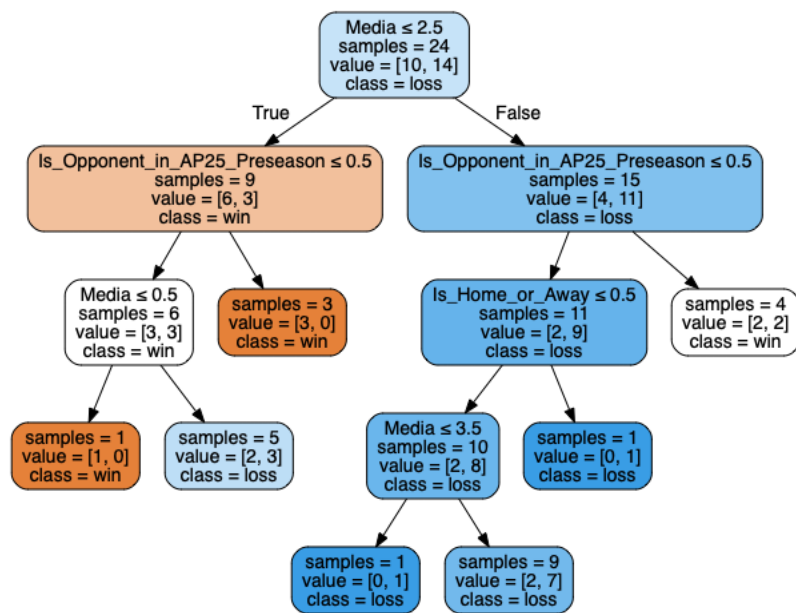 Media ≤ 2.5
samples = 24
value = [10, 14]
class = loss
True
False
Is_Opponent_in_AP25_Preseason ≤ 0.5
samples = 9
value = [6, 3]
class = win
Is_Opponent_in_AP25_Preseason ≤ 0.5
samples = 15
value = [4, 11]
class = loss
Media ≤ 0.5
samples = 6
value = [3, 3]
class = win
samples = 3
value = [3, 0]
class = win
Is_Home_or_Away ≤ 0.5
samples = 11
value = [2, 9]
class = loss
samples = 4
value = [2, 2]
class = win
samples = 1
value = [1, 0]
class = win
samples = 5
value = [2, 3]
class = loss
Media ≤ 3.5
samples = 10
value = [2, 8]
class = loss
samples = 1
value = [0, 1]
class = loss
samples = 1
value = [0, 1]
class = loss
samples = 9
value = [2, 7]
class = loss